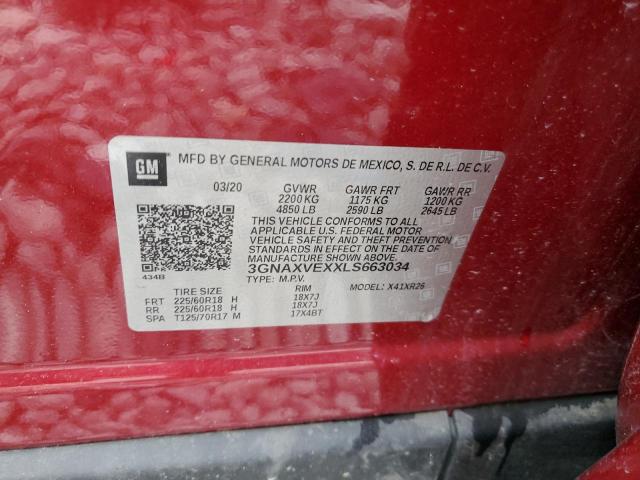 GM MFD BY GENERAL MOTORS DE MEXICO, S. DE R.L. DE C.V.
03/20 GVWR GAWR FRT GAWR RR
2200 KG 1175 KG 1200 KG
4850 LB 2590 LB 2645 LB
THIS VEHICLE CONFORMS TO ALL
APPLICABLE U.S. FEDERAL MOTOR
VEHICLE SAFETY AND THEFT PREVENTION
STANDARDS IN EFFECT ON THE DATE OF
MANUFACTURE SHOWN ABOVE.
3GNAXVEXXLS663034
434B TYPE: M.P.V. MODEL: X41XR26
TIRE SIZE RIM
FRT 225/60R18 H 18X7J
RR 225/60R18 H 18X7J
SPA T125/70R17 M 17X4BT